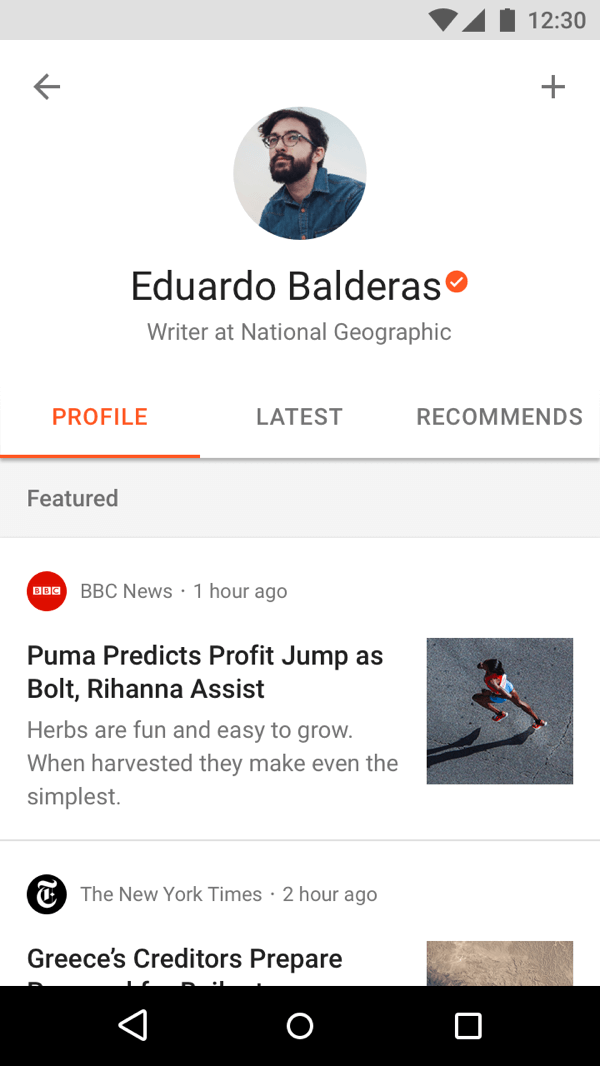 12:30
Eduardo Balderas
Writer at National Geographic
PROFILE LATEST RECOMMENDS
Featured
BBC
BBC News · 1 hour ago
Puma Predicts Profit Jump as
Bolt, Rihanna Assist
Herbs are fun and easy to grow.
When harvested they make even the
simplest.
T
The New York Times · 2 hour ago
Greece’s Creditors Prepare